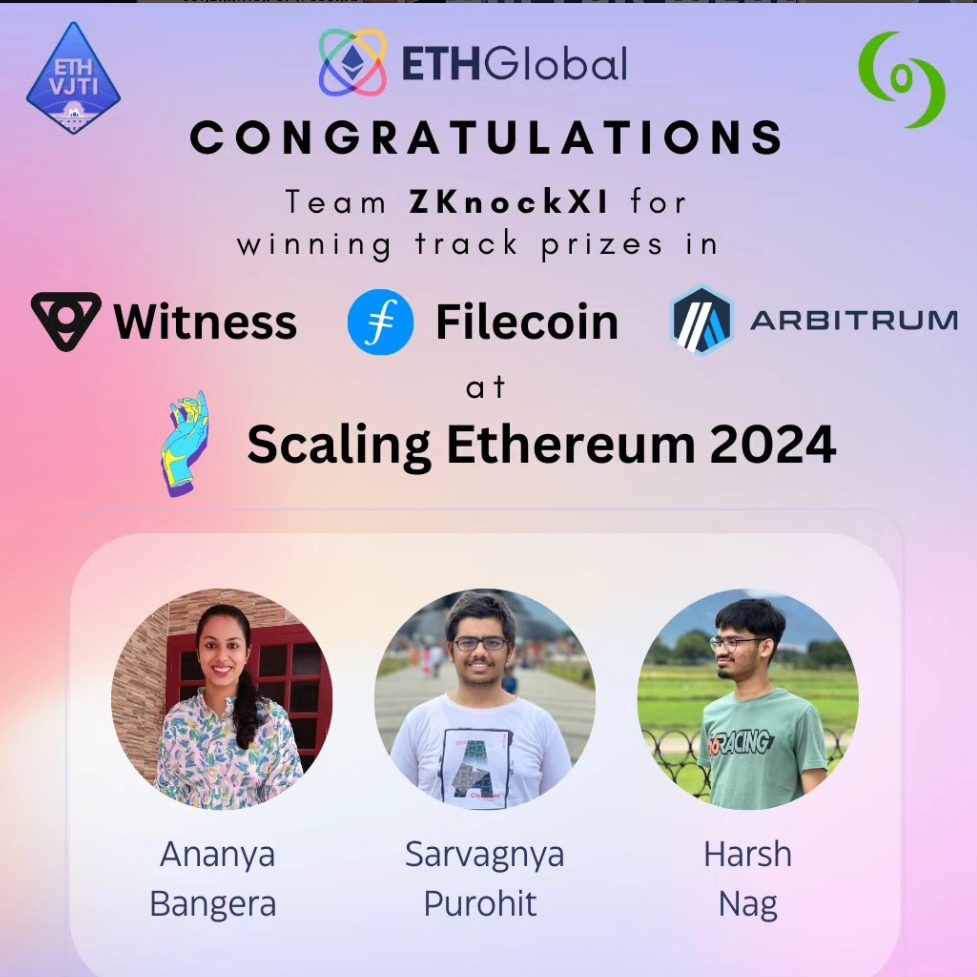 ETH
VJTI
ETHGlobal
CONGRATULATIONS
Team ZKnockXI for
winning track prizes in
Witness
Filecoin
ARBITRUM
at
Scaling Ethereum 2024
Ananya
Bangera
Sarvagnya
Purohit
Harsh
Nag